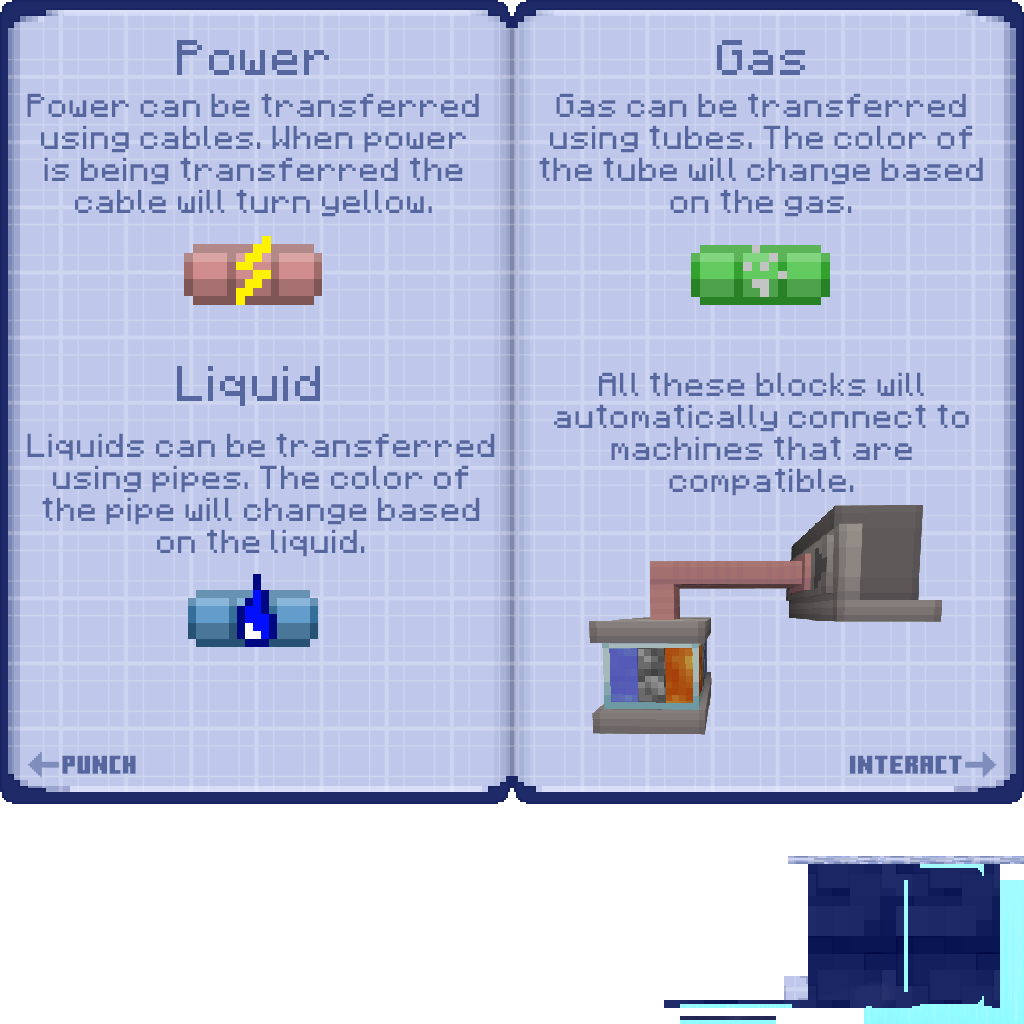 Power
Power can be transferred
using cables. When power
is being transferred the
cable will turn yellow.
Liquid
Liquids can be transferred
using pipes. The color of
the pipe will change based
on the liquid.
PUNCH
Gas
Gas can be transferred
using tubes. The color of
the tube will change based
on the gas.
All these blocks will
automatically connect to
machines that are
compatible.
INTERACT